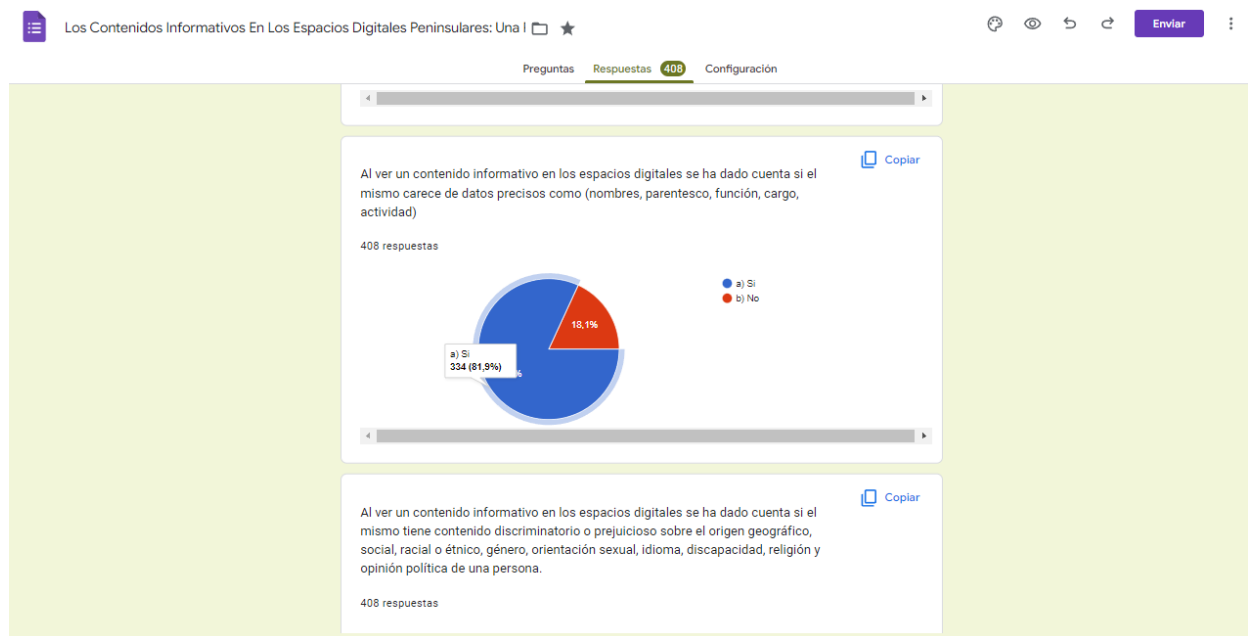 Los Contenidos Informativos En Los Espacios Digitales Peninsulares: Una I
Enviar
Preguntas
Respuestas
408
Configuración
Copiar
Al ver un contenido informativo en los espacios digitales se ha dado cuenta si el
mismo carece de datos precisos como (nombres, parentesco, función, cargo,
actividad)
408 respuestas
a) Si
b) No
18,1%
a) Si
334 (81,9%)
%
Copiar
Al ver un contenido informativo en los espacios digitales se ha dado cuenta si el
mismo tiene contenido discriminatorio o prejuicioso sobre el origen geográfico,
social, racial o étnico, género, orientación sexual, idioma, discapacidad, religión y
opinión política de una persona.
408 respuestas